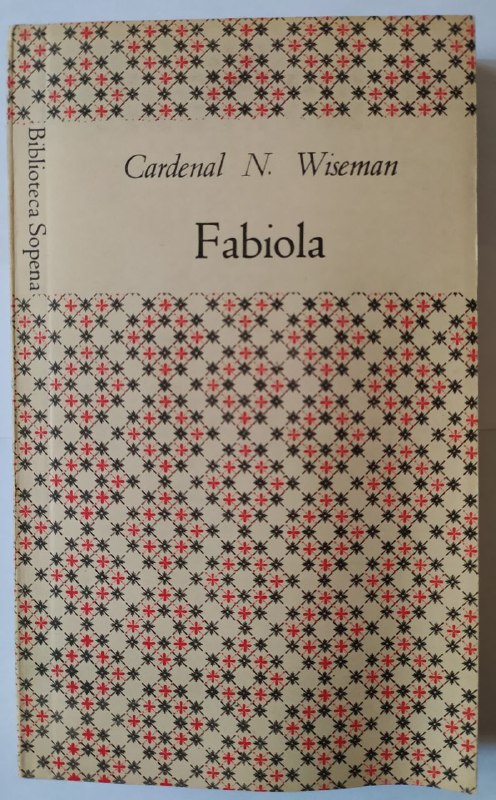 Cardenal N. Wiseman
Fabiola
Biblioteca Sopena